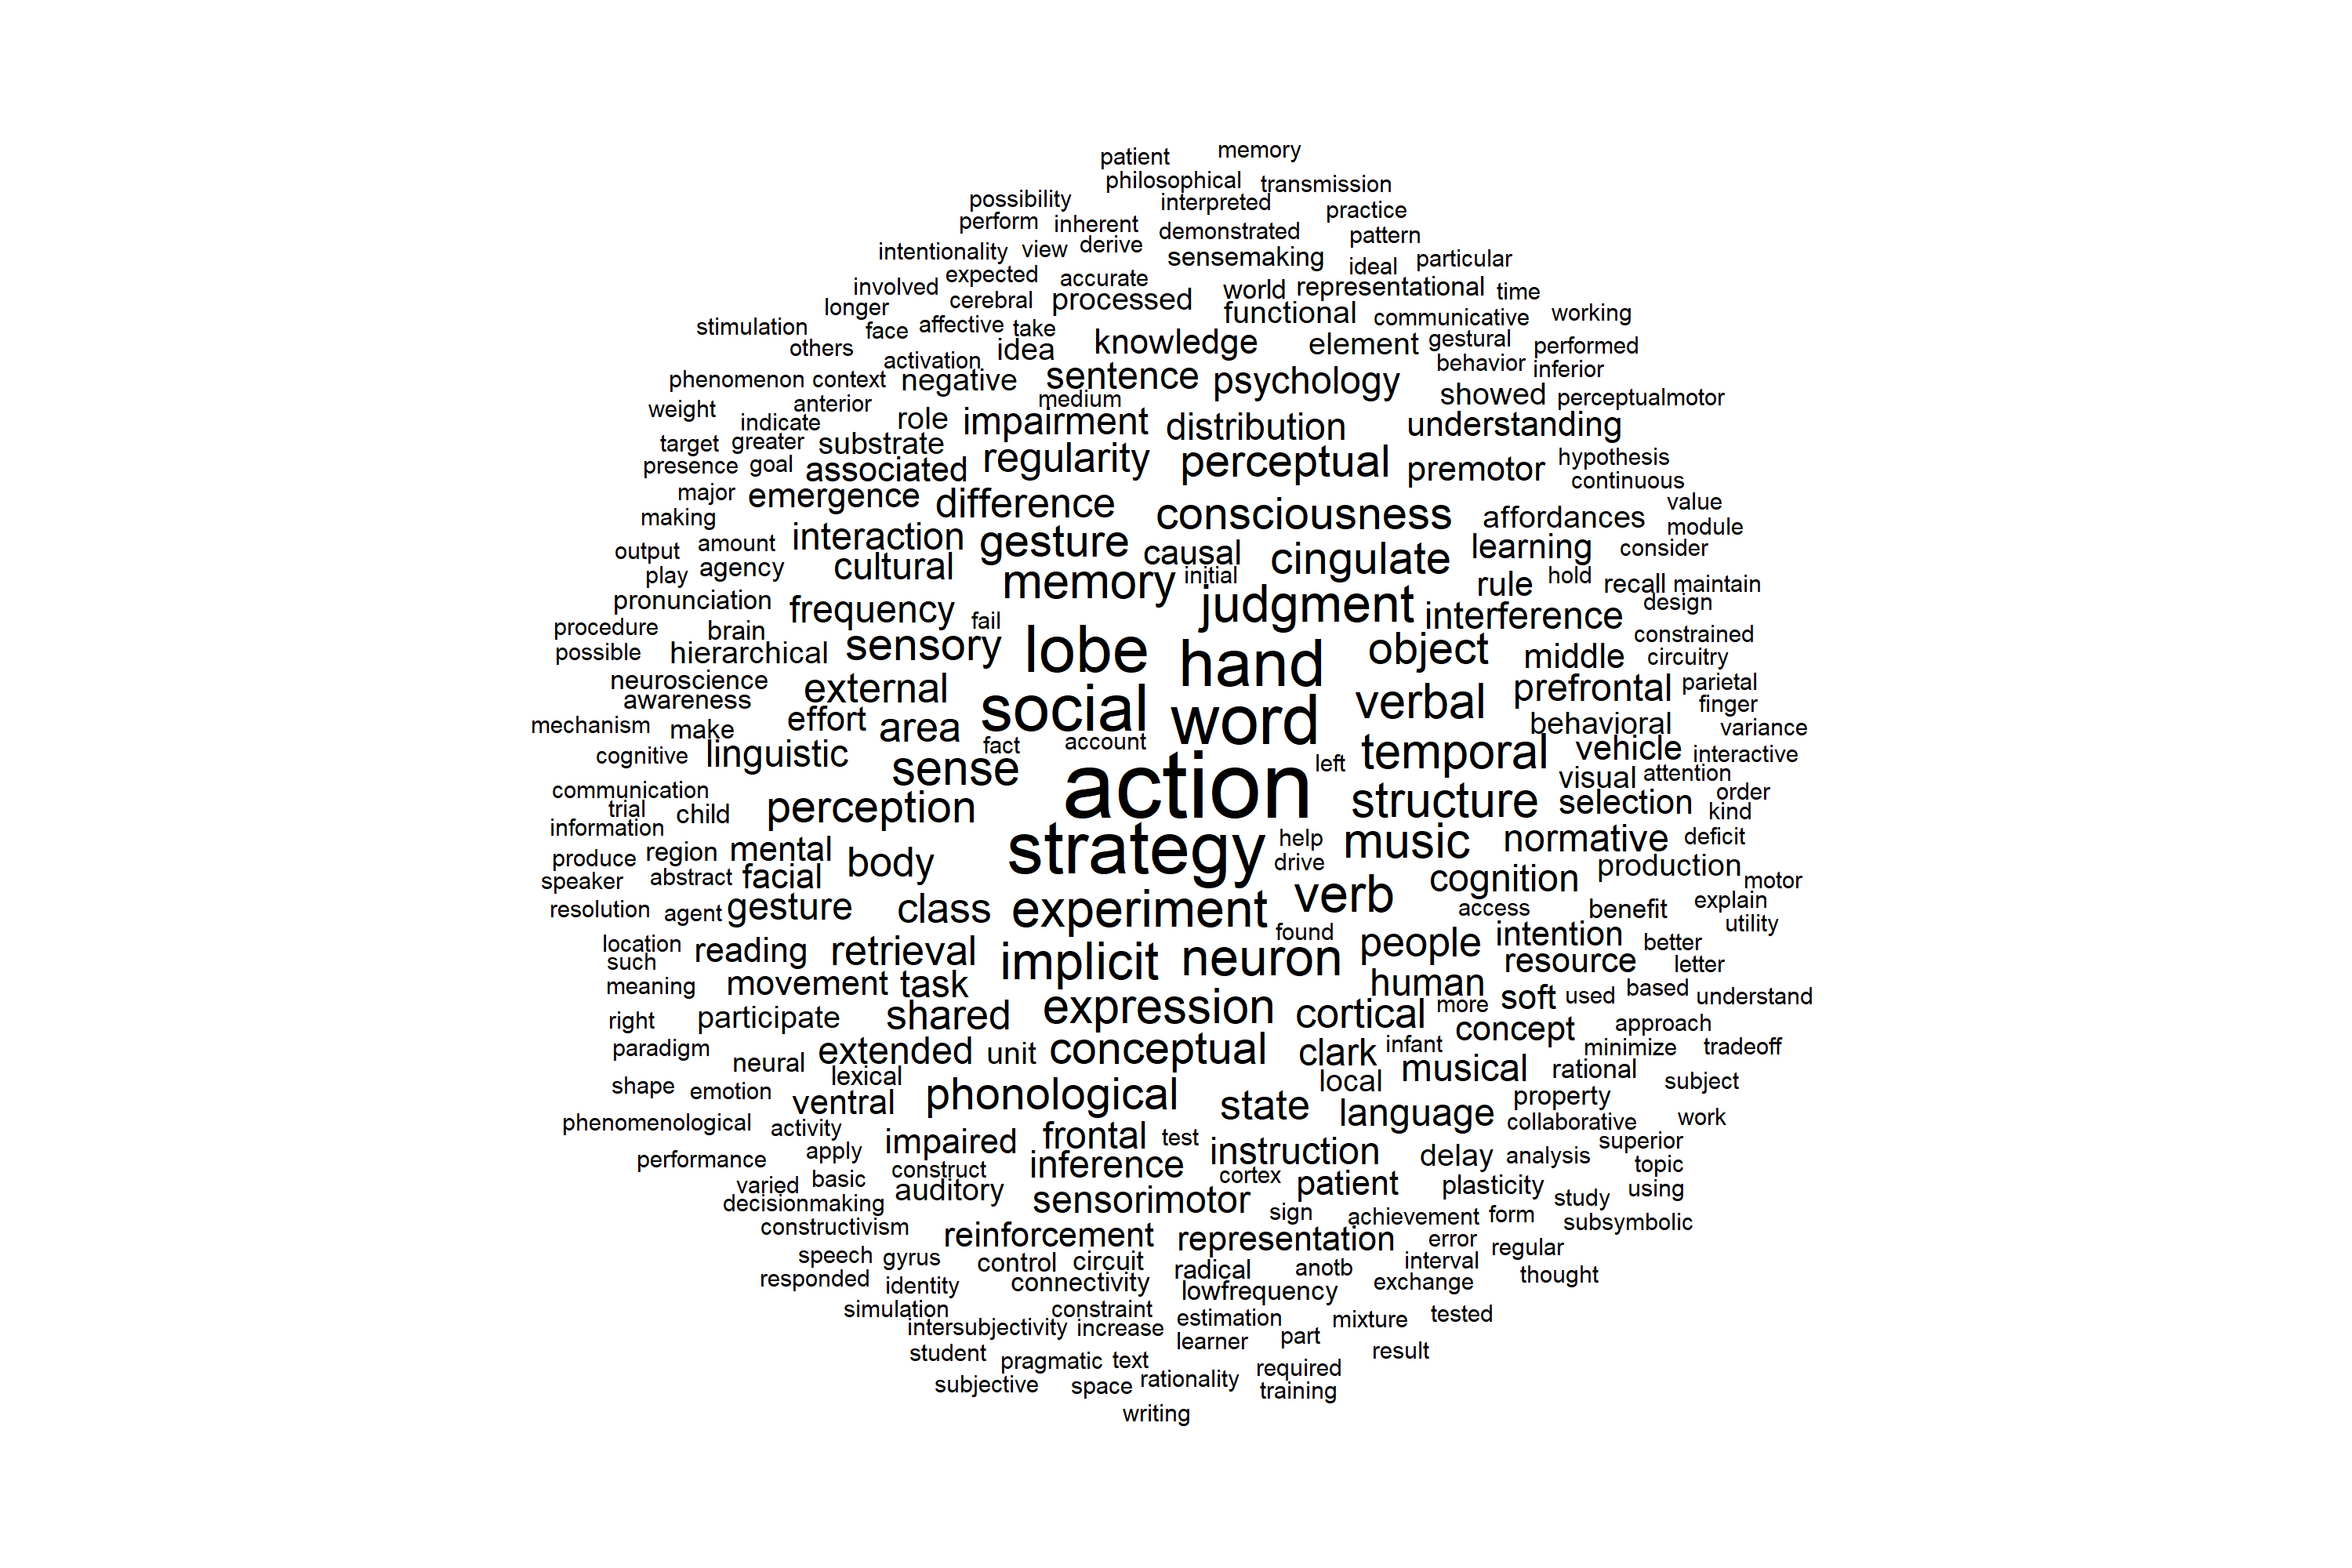 patient memory
philosophical transmission
possibility interpreted practice
perform inherent demonstrated pattern
intentionality view derive sensemaking ideal particular
involved expected accurate world representational time
longer cerebral processed functional communicative working
stimulation face affective take knowledge element gestural performed
others activation idea behavior inferior
phenomenon context negative sentence psychology showed perceptualmotor
weight anterior medium
indicate role impairment distribution understanding
target greater substrate regularity perceptual premotor hypothesis
presence goal associated continuous
major emergence difference consciousness affordances value
making module
output amount interaction gesture causal cingulate learning consider
play agency cultural memory initial rule hold recall maintain
pronunciation frequency fail judgment interference design
procedure brain constrained
possible hierarchical sensory lobe hand object middle circuitry
neuroscience external prefrontal parietal
awareness social word verbal finger
mechanism make effort area behavioral variance
cognitive linguistic fact account temporal vehicle interactive
sense action left visual attention
communication order
trial child perception structure selection kind
information
produce region mental strategy help music normative deficit
speaker abstract facial body drive cognition production motor
resolution agent gesture class experiment verb access benefit explain
utility
location reading retrieval found people intention better
such implicit neuron resource letter
meaning movement task human soft used based understand
right participate shared expression cortical more concept approach
paradigm neural extended unit conceptual clark infant minimize tradeoff
shape emotion lexical local musical rational subject
ventral phonological state language property
phenomenological activity collaborative work
performance apply impaired frontal test instruction delay analysis superior
varied basic construct inference cortex topic
decisionmaking auditory sensorimotor patient plasticity study using
constructivism sign achievement form subsymbolic
reinforcement representation error
speech gyrus control circuit radical anotb interval regular
responded identity connectivity lowfrequency exchange thought
simulation constraint estimation mixture tested
intersubjectivity increase learner part
student pragmatic text result
subjective space rationality required
training
writing